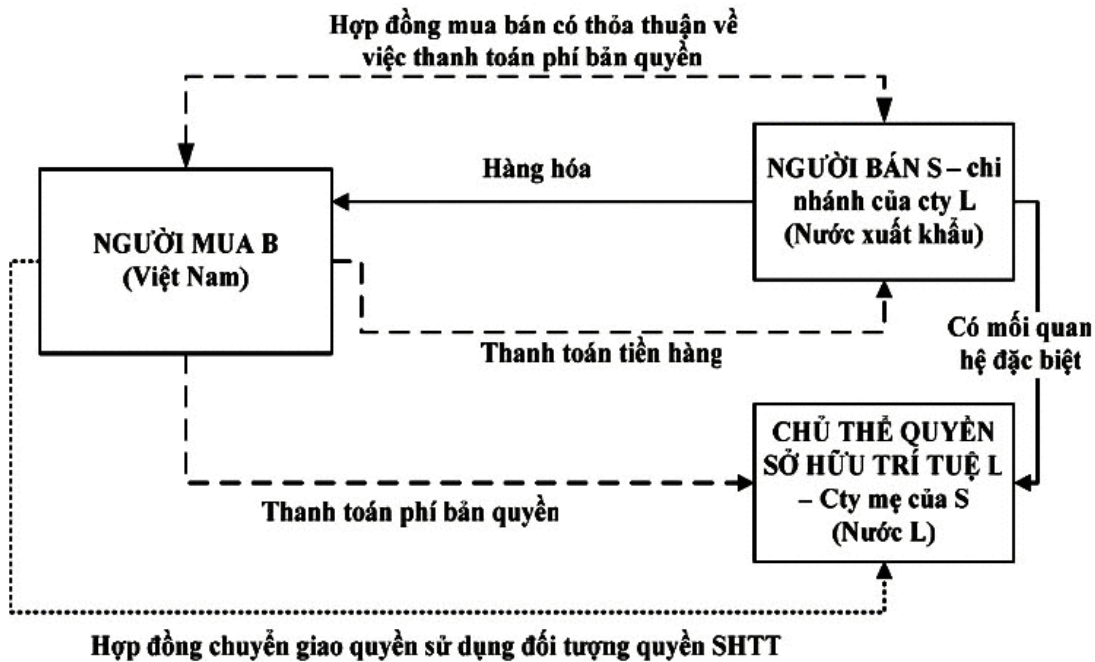 Hợp đồng mua bán có thỏa thuận về
việc thanh toán phí bản quyền
NGƯỜI BÁN S – chi
nhánh của cty L
(Nước xuất khẩu)
Hàng hóa
NGƯỜI MUA B
(Việt Nam)
Thanh toán tiền hàng
Có mối quan
hệ đặc biệt
CHỦ THỂ QUYỀN
SỞ HỮU TRÍ TUỆ L
– Cty mẹ của S
(Nước L)
Thanh toán phí bản quyền
Hợp đồng chuyển giao quyền sử dụng đối tượng quyền SHTT